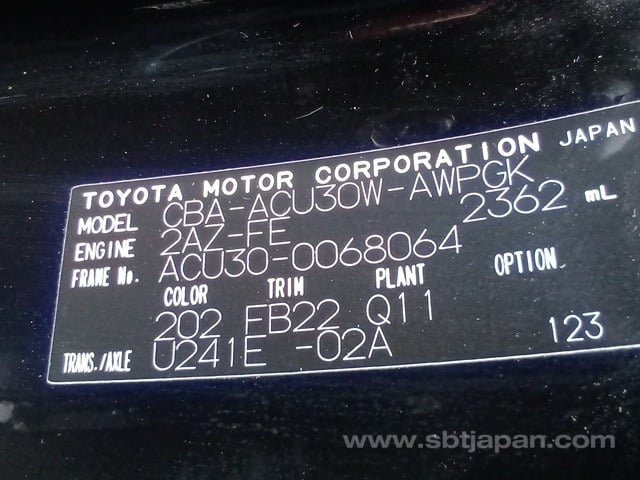 TOYOTA MOTOR CORPORATION JAPAN
MODEL CBA-ACU30W-AWPGK
ENGINE 2AZ-FE 2362 mL
FRAME No. ACU30-0068064
COLOR TRIM PLANT OPTION
202 FB22 Q11
TRANS./AXLE U241E -02A 123
www.sbtjapan.com